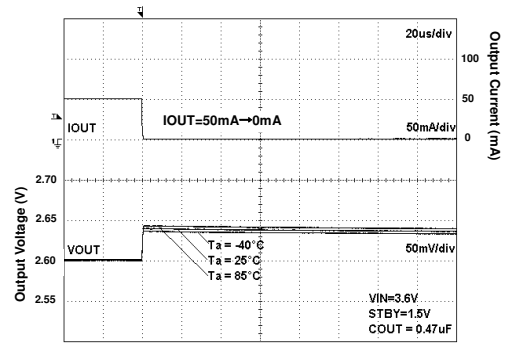 20us/div
100
50
50mA/div
0
Output Current (mA)
IOUT
IOUT=50mA→0mA
2.70
2.65
2.60
2.55
Output Voltage (V)
VOUT
Ta = -40°C
Ta = 25°C
Ta = 85°C
50mV/div
VIN=3.6V
STBY=1.5V
COUT = 0.47uF